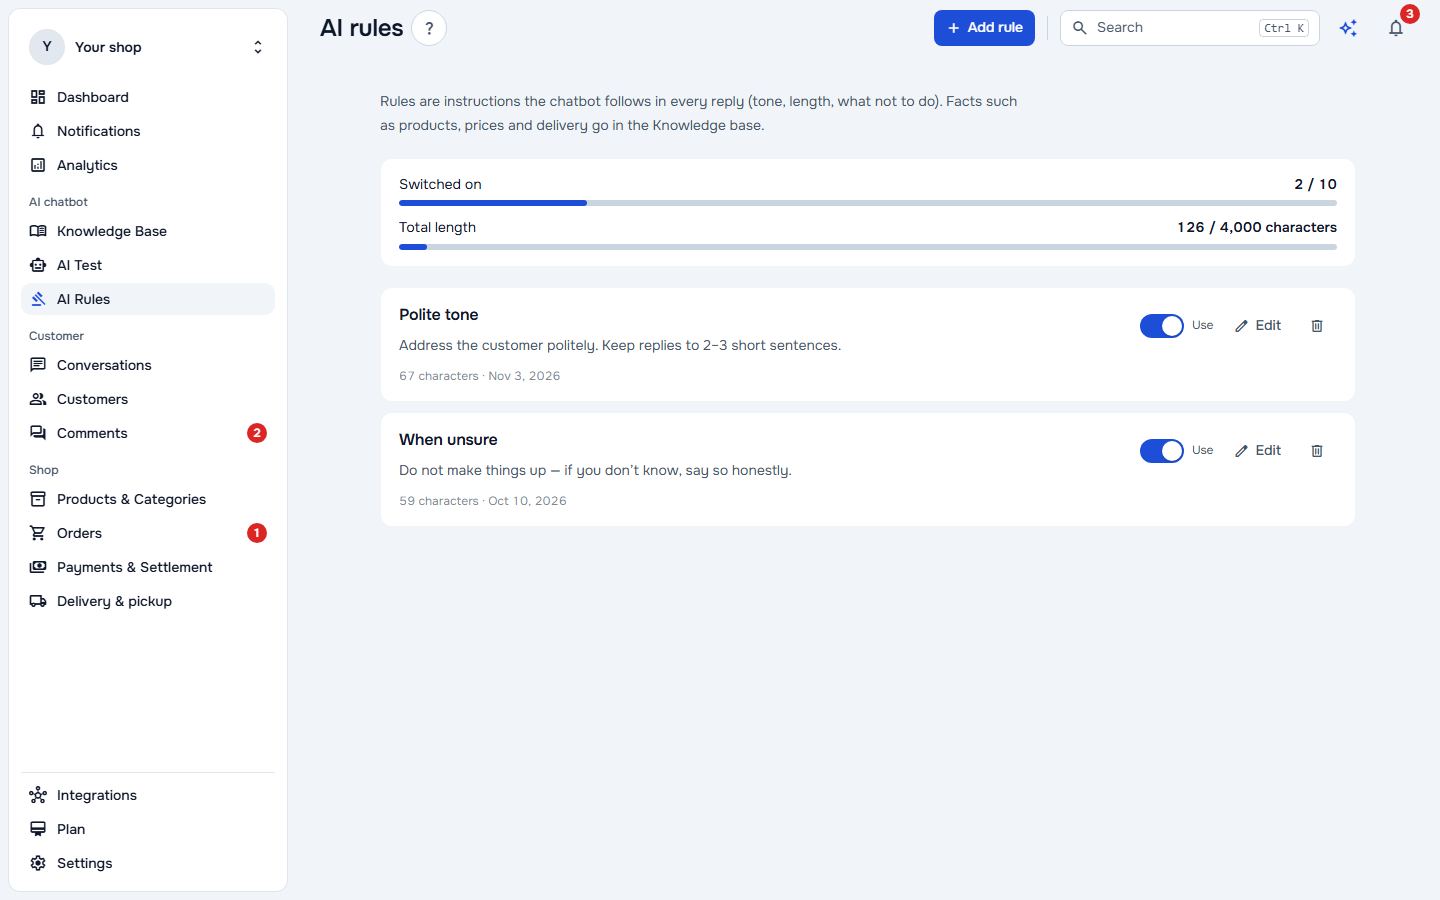 Y
Your shop
Dashboard
Notifications
Analytics
AI chatbot
Knowledge Base
AI Test
AI Rules
Customer
Conversations
Customers
Comments
2
Shop
Products & Categories
Orders
1
Payments & Settlement
Delivery & pickup
Integrations
Plan
Settings
AI rules
?
+ Add rule
Search
Ctrl K
3
Rules are instructions the chatbot follows in every reply (tone, length, what not to do). Facts such
as products, prices and delivery go in the Knowledge base.
Switched on
2 / 10
Total length
126 / 4,000 characters
Polite tone
Address the customer politely. Keep replies to 2–3 short sentences.
67 characters · Nov 3, 2026
Use
Edit
When unsure
Do not make things up — if you don’t know, say so honestly.
59 characters · Oct 10, 2026
Use
Edit